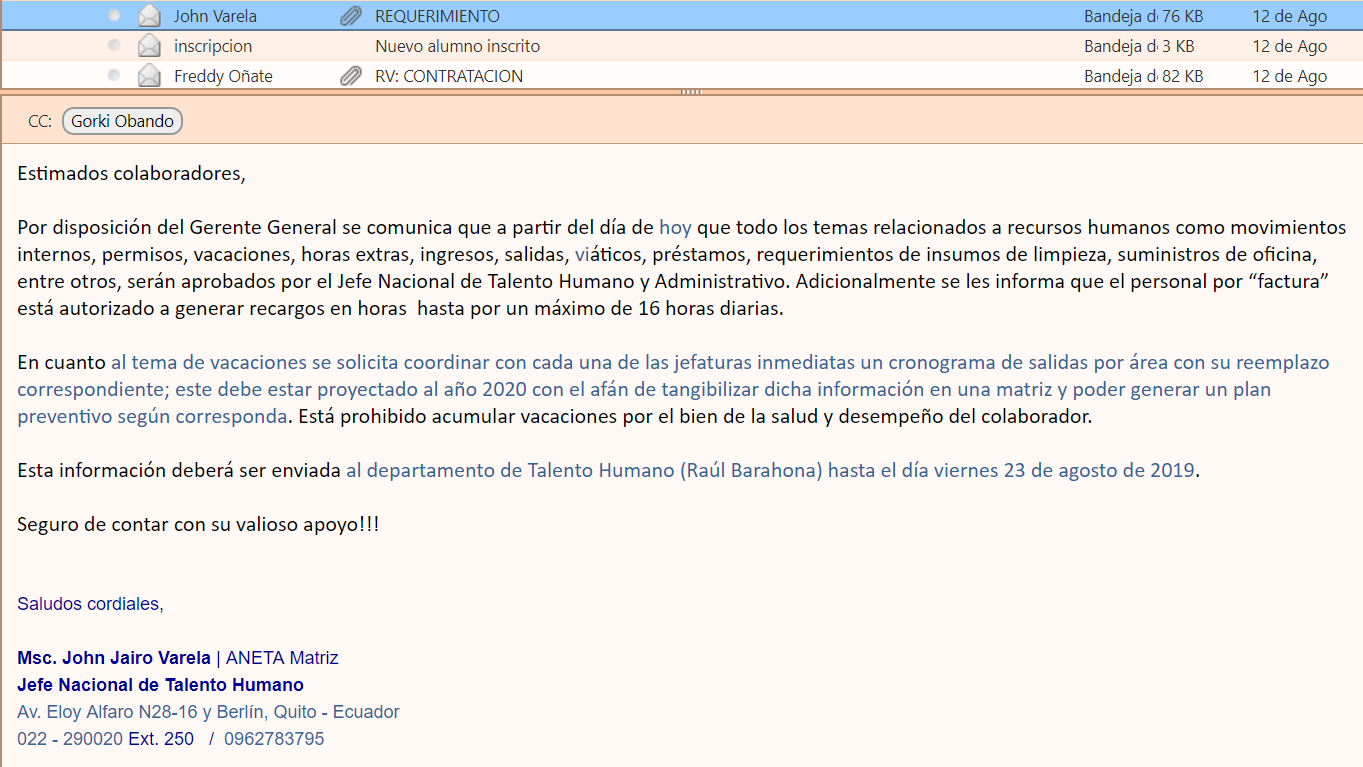 John Varela REQUERIMIENTO Bandeja d 76 KB 12 de Ago
inscripcion Nuevo alumno inscrito Bandeja d 3 KB 12 de Ago
Freddy Oñate RV: CONTRATACION Bandeja d 82 KB 12 de Ago
CC: Gorki Obando
Estimados colaboradores,
Por disposición del Gerente General se comunica que a partir del día de hoy que todo los temas relacionados a recursos humanos como movimientos
internos, permisos, vacaciones, horas extras, ingresos, salidas, viáticos, préstamos, requerimientos de insumos de limpieza, suministros de oficina,
entre otros, serán aprobados por el Jefe Nacional de Talento Humano y Administrativo. Adicionalmente se les informa que el personal por “factura”
está autorizado a generar recargos en horas  hasta por un máximo de 16 horas diarias.
En cuanto al tema de vacaciones se solicita coordinar con cada una de las jefaturas inmediatas un cronograma de salidas por área con su reemplazo
correspondiente; este debe estar proyectado al año 2020 con el afán de tangibilizar dicha información en una matriz y poder generar un plan
preventivo según corresponda. Está prohibido acumular vacaciones por el bien de la salud y desempeño del colaborador.
Esta información deberá ser enviada al departamento de Talento Humano (Raúl Barahona) hasta el día viernes 23 de agosto de 2019.
Seguro de contar con su valioso apoyo!!!
Saludos cordiales,
Msc. John Jairo Varela | ANETA Matriz
Jefe Nacional de Talento Humano
Av. Eloy Alfaro N28-16 y Berlín, Quito - Ecuador
022 - 290020 Ext. 250 / 0962783795